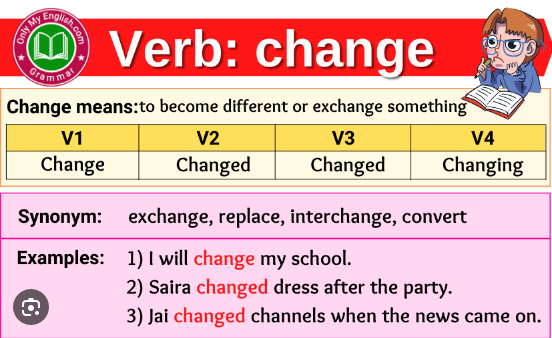 Only My English.com
Grammar
Verb: change
Change means:to become different or exchange something
V1 V2 V3 V4
Change Changed Changed Changing
Synonym: exchange, replace, interchange, convert
Examples: 1) I will change my school.
2) Saira changed dress after the party.
3) Jai changed channels when the news came on.